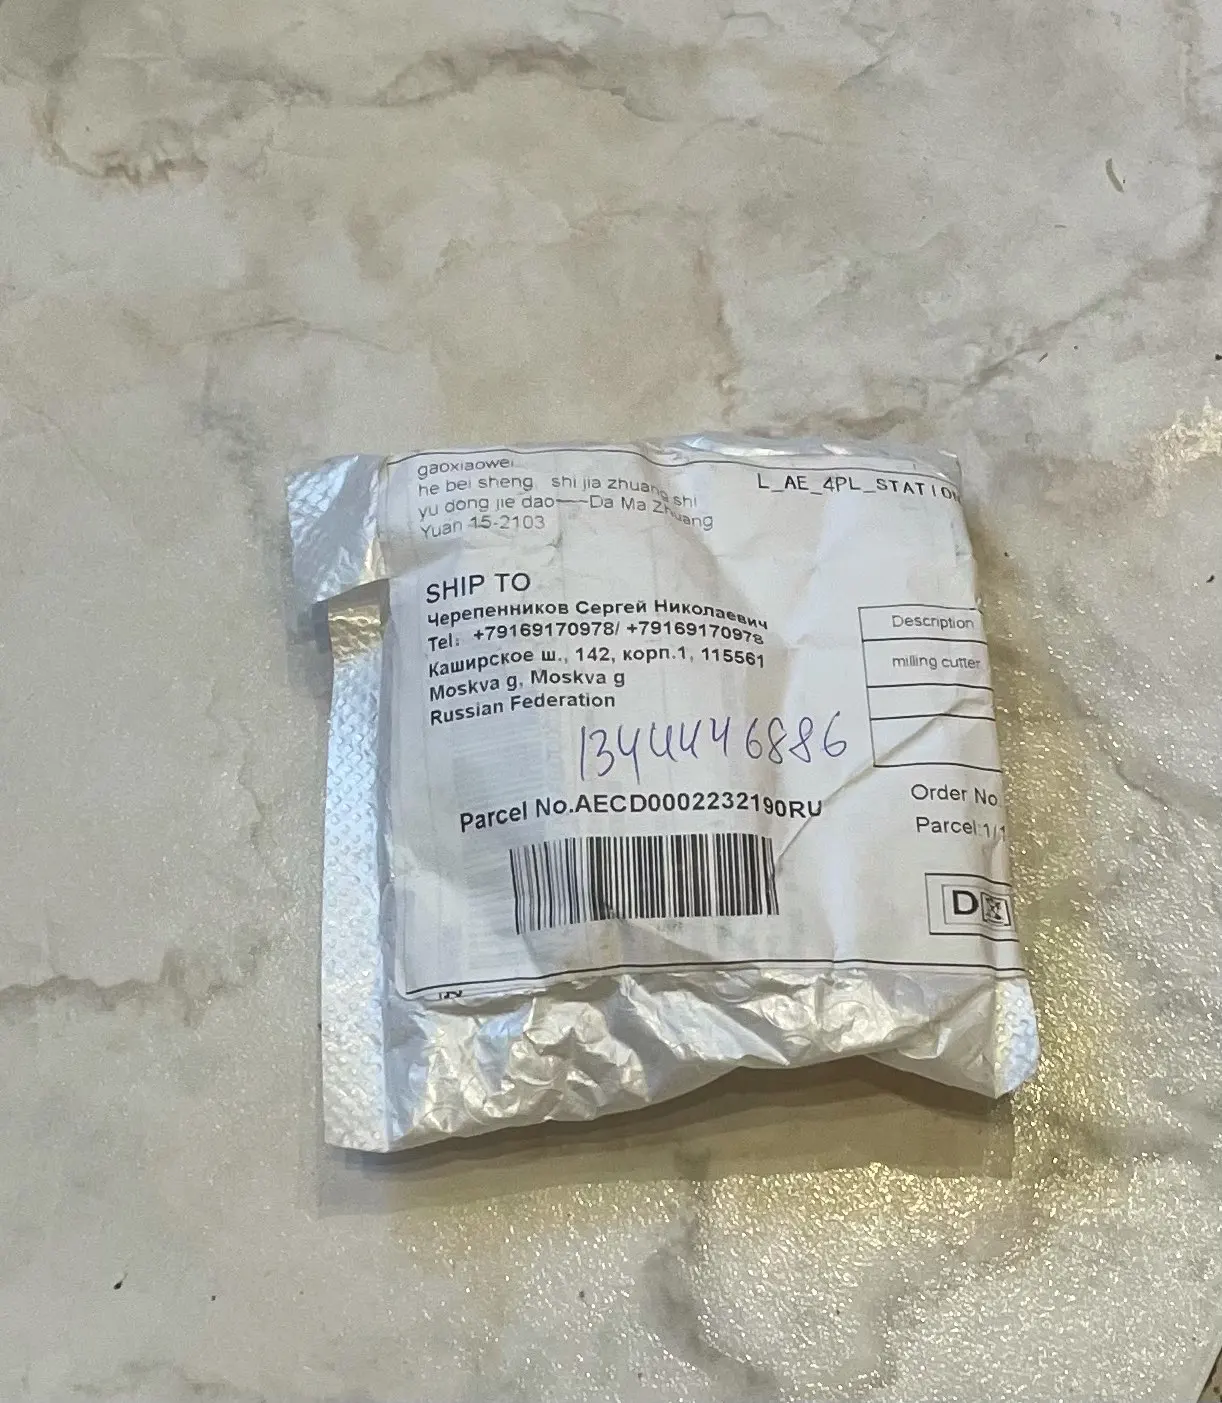 gaoxiaowei
he bei sheng shi jia zhuang shi
yu dong jie dao——Da Ma Zhuang
Yuan 15-2103
L_AE_4PL_STATION
SHIP TO
Черепенников Сергей Николаевич
Tel: +79169170978/ +79169170978
Каширское ш., 142, корп.1, 115561
Moskva g, Moskva g
Russian Federation
1344446886
Parcel No.AECD0002232190RU
Description
milling cutter
Order No
Parcel:1/1
D